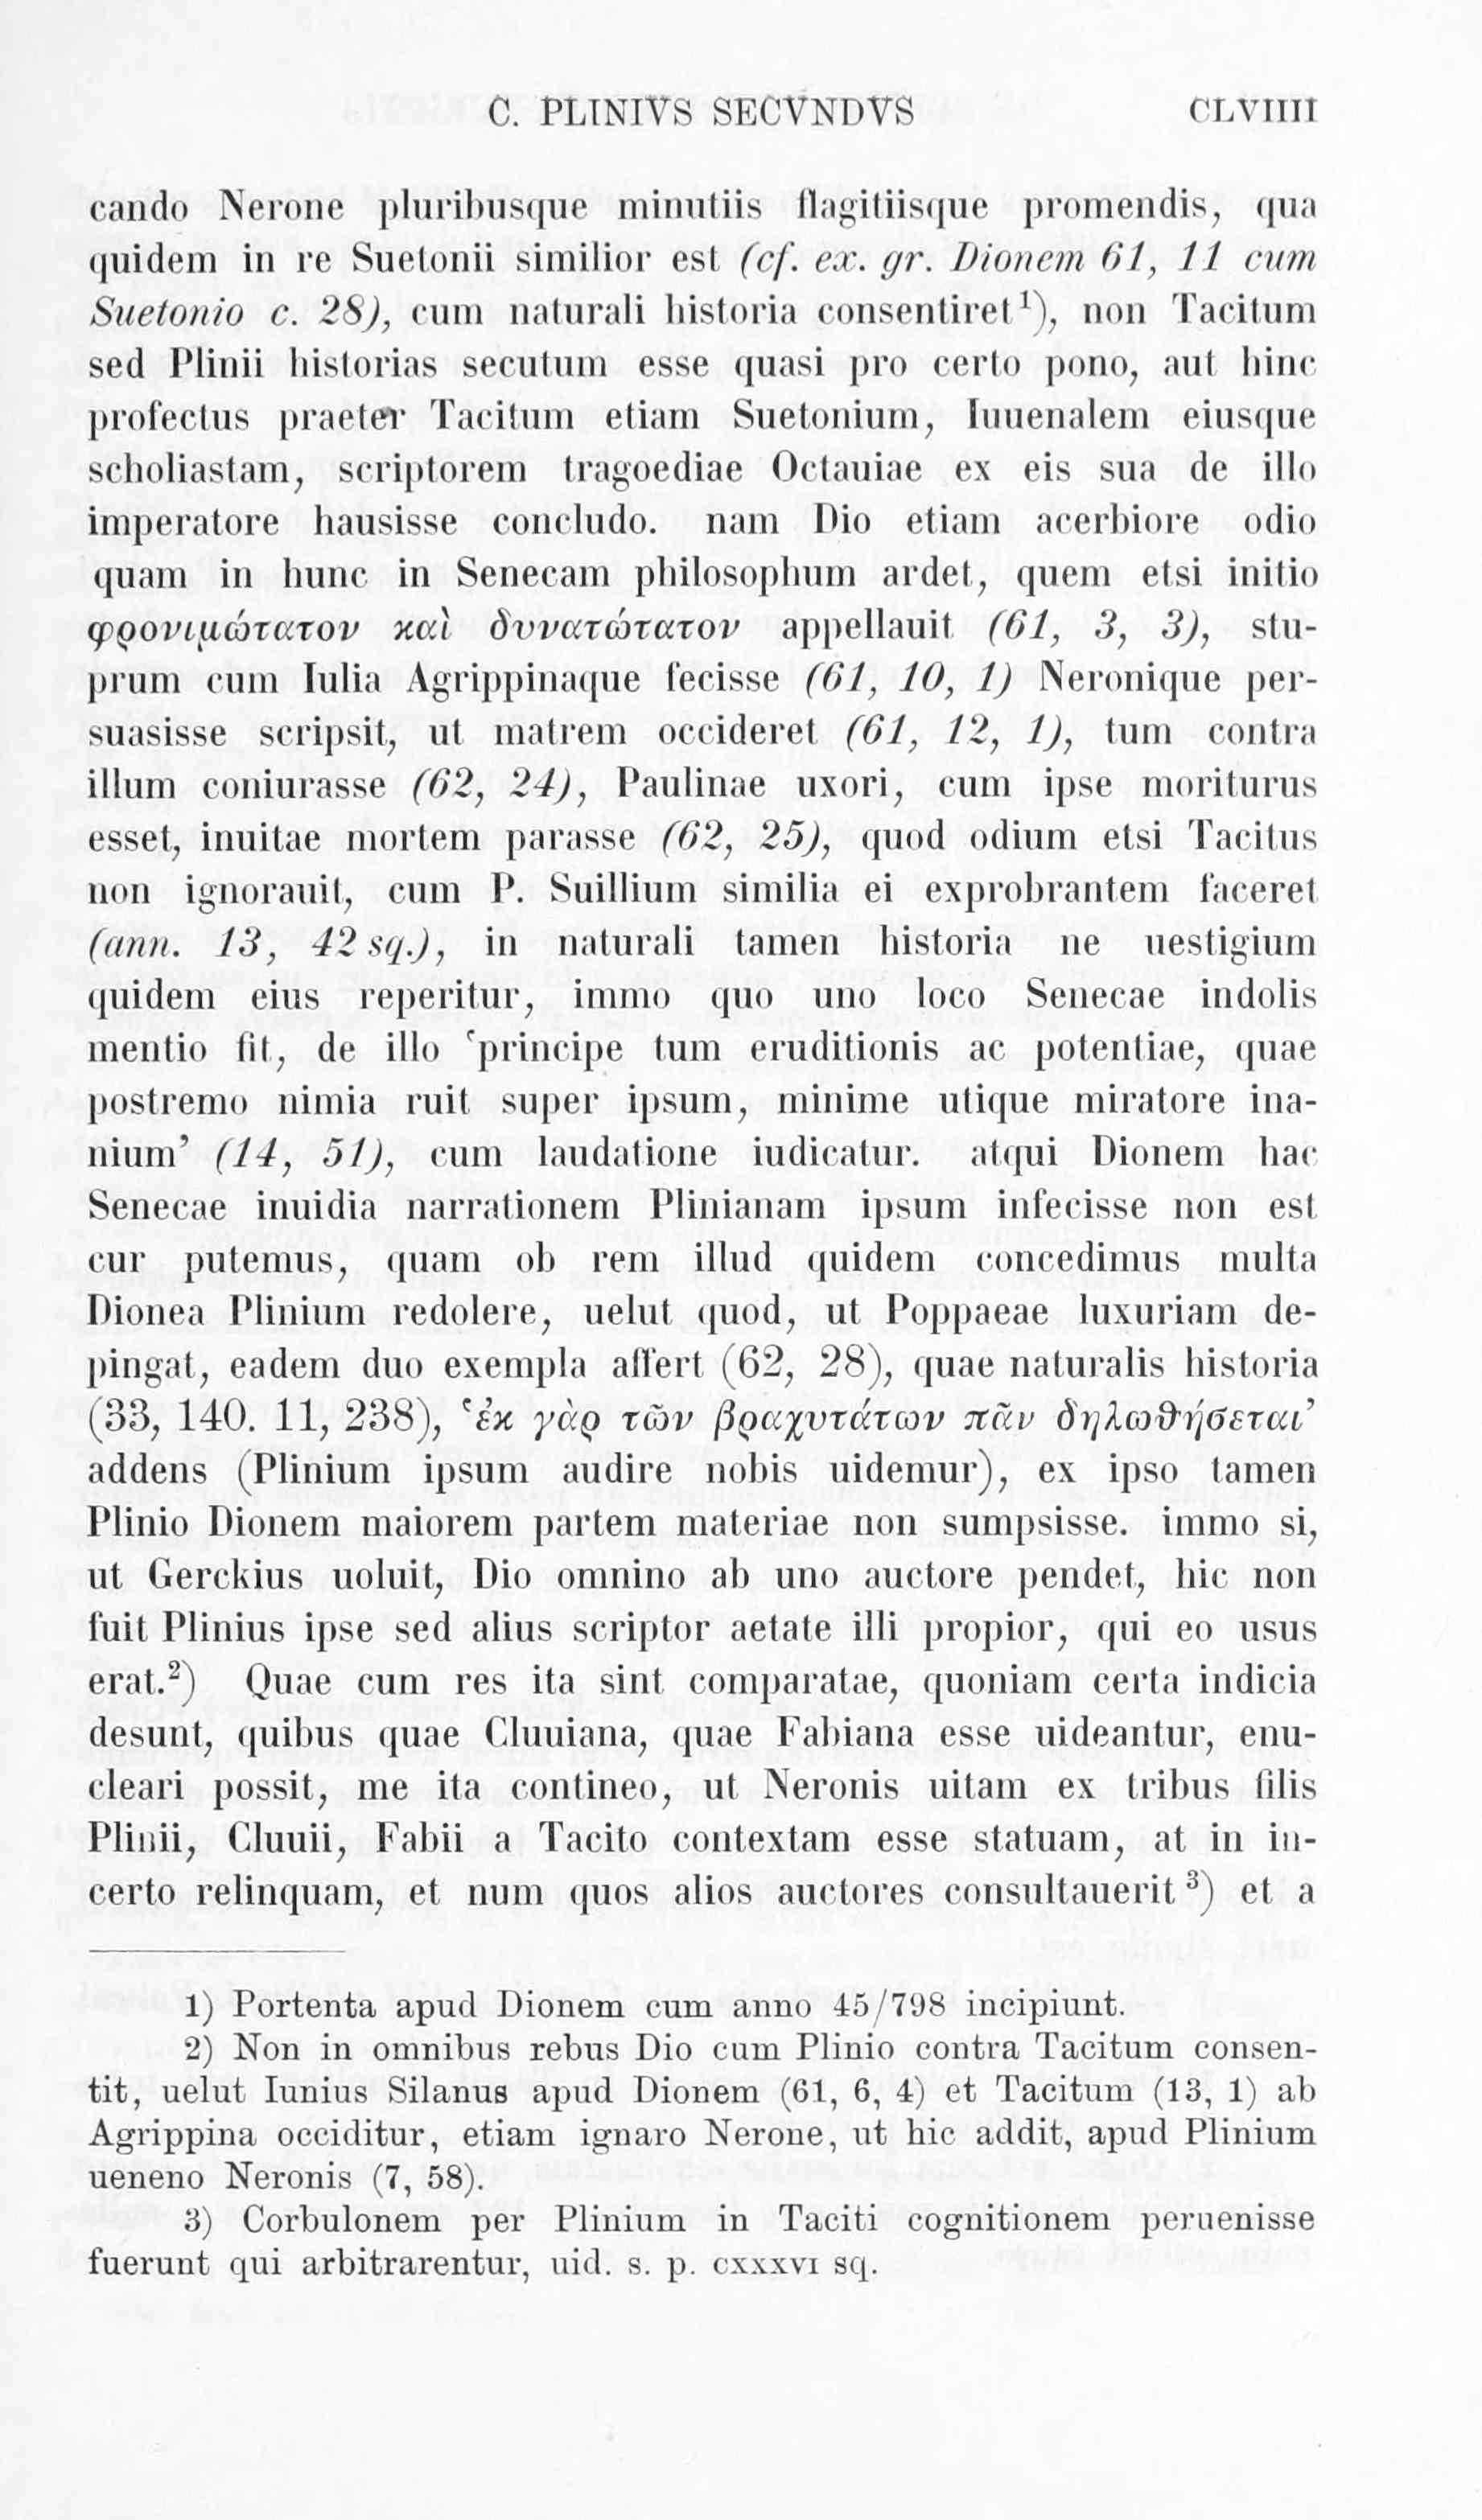 C. PLINIVS SECVNDVS CLVIIII
cando Nerone pluribusque minutiis flagitiisque promendis, qua
quidem in re Suetonii similior est (cf. ex. gr. Dionem 61, 11 cum
Suetonio c. 28), cum naturali historia consentiret¹), non Tacitum
sed Plinii historias secutum esse quasi pro certo pono, aut hinc
profectus praeter Tacitum etiam Suetonium, Iuuenalem eiusque
scholiastam, scriptorem tragoediae Octauiae ex eis sua de illo
imperatore hausisse concludo. nam Dio etiam acerbiore odio
quam in hunc in Senecam philosophum ardet, quem etsi initio
φρονιμώτατον καὶ δυνατώτατον appellauit (61, 3, 3), stu-
prum cum Iulia Agrippinaque fecisse (61, 10, 1) Neronique per-
suasisse scripsit, ut matrem occideret (61, 12, 1), tum contra
illum coniurasse (62, 24), Paulinae uxori, cum ipse moriturus
esset, inuitae mortem parasse (62, 25), quod odium etsi Tacitus
non ignorauit, cum P. Suillium similia ei exprobrantem faceret
(ann. 13, 42 sq.), in naturali tamen historia ne uestigium
quidem eius reperitur, immo quo uno loco Senecae indolis
mentio fit, de illo ‘principe tum eruditionis ac potentiae, quae
postremo nimia ruit super ipsum, minime utique miratore ina-
nium’ (14, 51), cum laudatione iudicatur. atqui Dionem hac
Senecae inuidia narrationem Plinianam ipsum infecisse non est
cur putemus, quam ob rem illud quidem concedimus multa
Dionea Plinium redolere, uelut quod, ut Poppaeae luxuriam de-
pingat, eadem duo exempla affert (62, 28), quae naturalis historia
(33, 140. 11, 238), ‘ἐκ γὰρ τῶν βραχυτάτων πᾶν δηλωθήσεται’
addens (Plinium ipsum audire nobis uidemur), ex ipso tamen
Plinio Dionem maiorem partem materiae non sumpsisse. immo si,
ut Gerckius uoluit, Dio omnino ab uno auctore pendet, hic non
fuit Plinius ipse sed alius scriptor aetate illi propior, qui eo usus
erat.²) Quae cum res ita sint comparatae, quoniam certa indicia
desunt, quibus quae Cluuiana, quae Fabiana esse uideantur, enu-
cleari possit, me ita contineo, ut Neronis uitam ex tribus filis
Plinii, Cluuii, Fabii a Tacito contextam esse statuam, at in in-
certo relinquam, et num quos alios auctores consultauerit³) et a
1) Portenta apud Dionem cum anno 45/798 incipiunt.
2) Non in omnibus rebus Dio cum Plinio contra Tacitum consen-
tit, uelut Iunius Silanus apud Dionem (61, 6, 4) et Tacitum (13, 1) ab
Agrippina occiditur, etiam ignaro Nerone, ut hic addit, apud Plinium
ueneno Neronis (7, 58).
3) Corbulonem per Plinium in Taciti cognitionem peruenisse
fuerunt qui arbitrarentur, uid. s. p. CXXXVI sq.